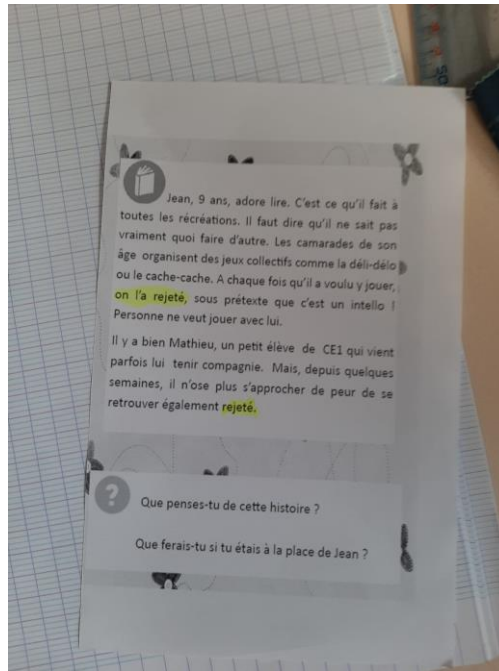 Jean, 9 ans, adore lire. C'est ce qu'il fait à
toutes les récréations. Il faut dire qu'il ne sait pas
vraiment quoi faire d'autre. Les camarades de son
âge organisent des jeux collectifs comme la déli-délo
ou le cache-cache. A chaque fois qu'il a voulu y jouer,
on l'a rejeté, sous prétexte que c'est un intello !
Personne ne veut jouer avec lui.
Il y a bien Mathieu, un petit élève de CE1 qui vient
parfois lui tenir compagnie. Mais, depuis quelques
semaines, il n'ose plus s'approcher de peur de se
retrouver également rejeté.
?
Que penses-tu de cette histoire ?
Que ferais-tu si tu étais à la place de Jean ?